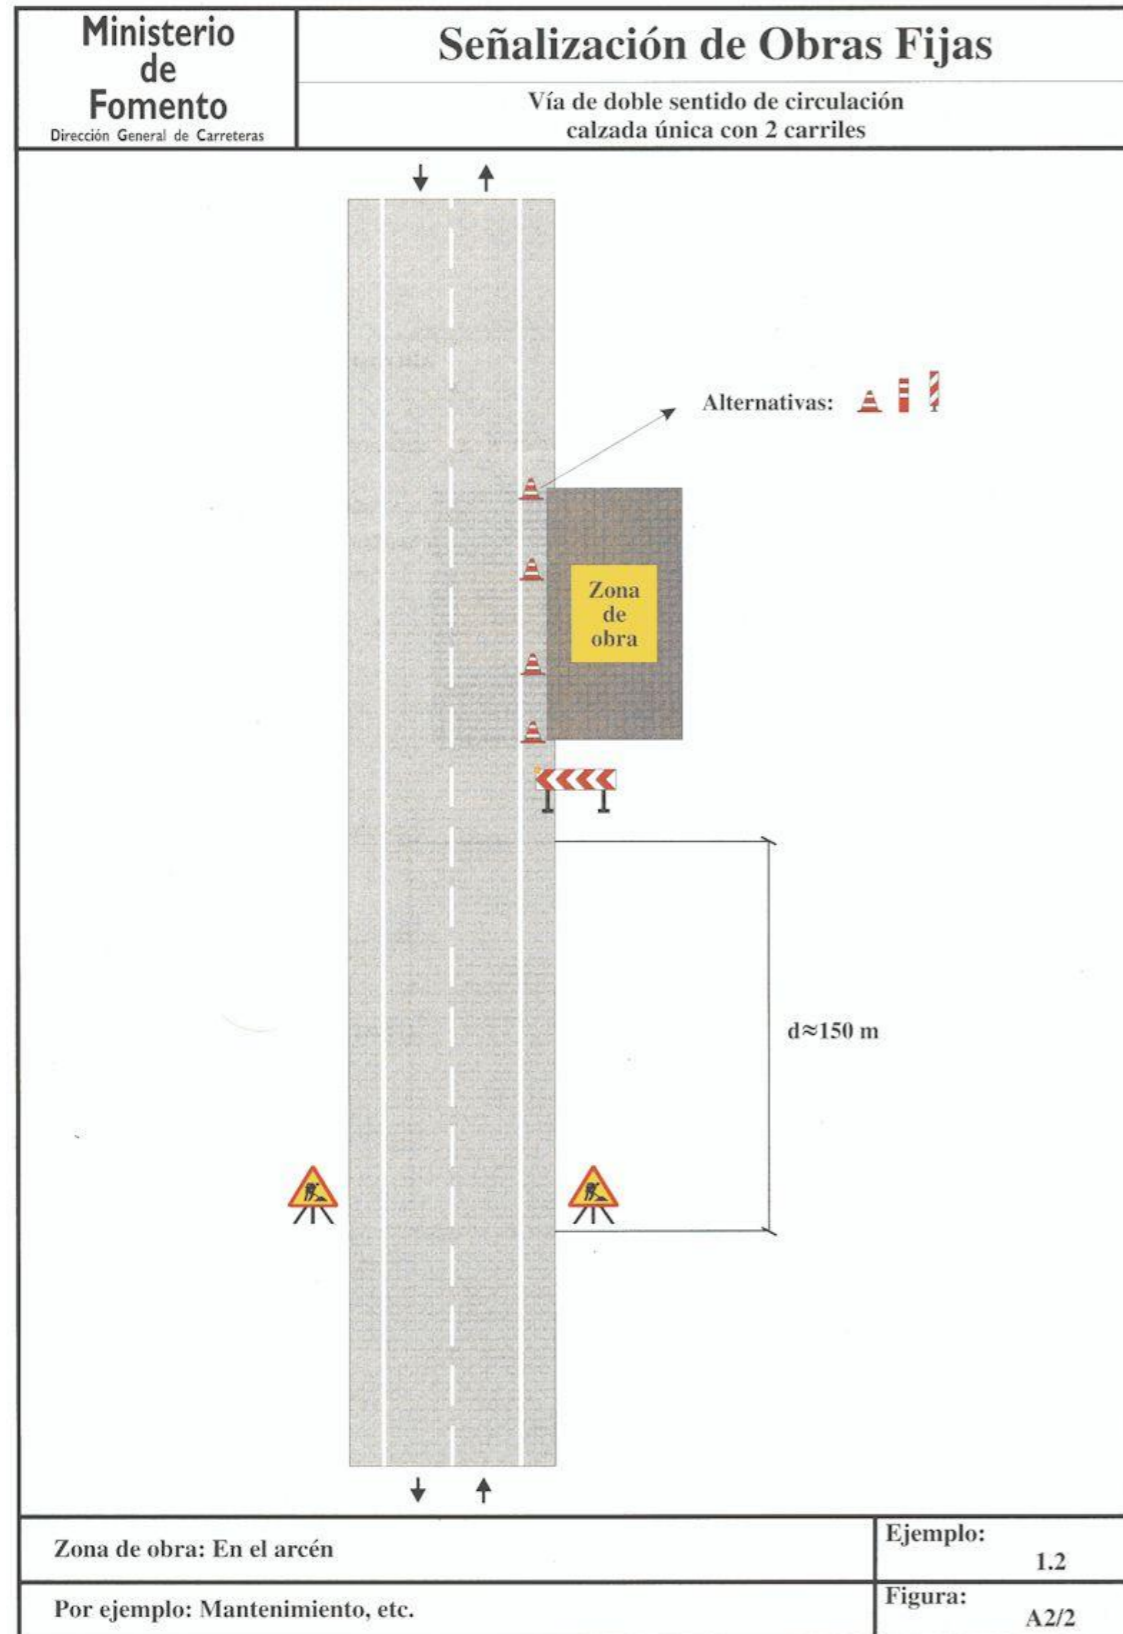 Ministerio
de
Fomento
Dirección General de Carreteras
Señalización de Obras Fijas
Vía de doble sentido de circulación
calzada única con 2 carriles
Alternativas:
Zona
de
obra
d≈150 m
Zona de obra: En el arcén
Ejemplo:
1.2
Por ejemplo: Mantenimiento, etc.
Figura:
A2/2